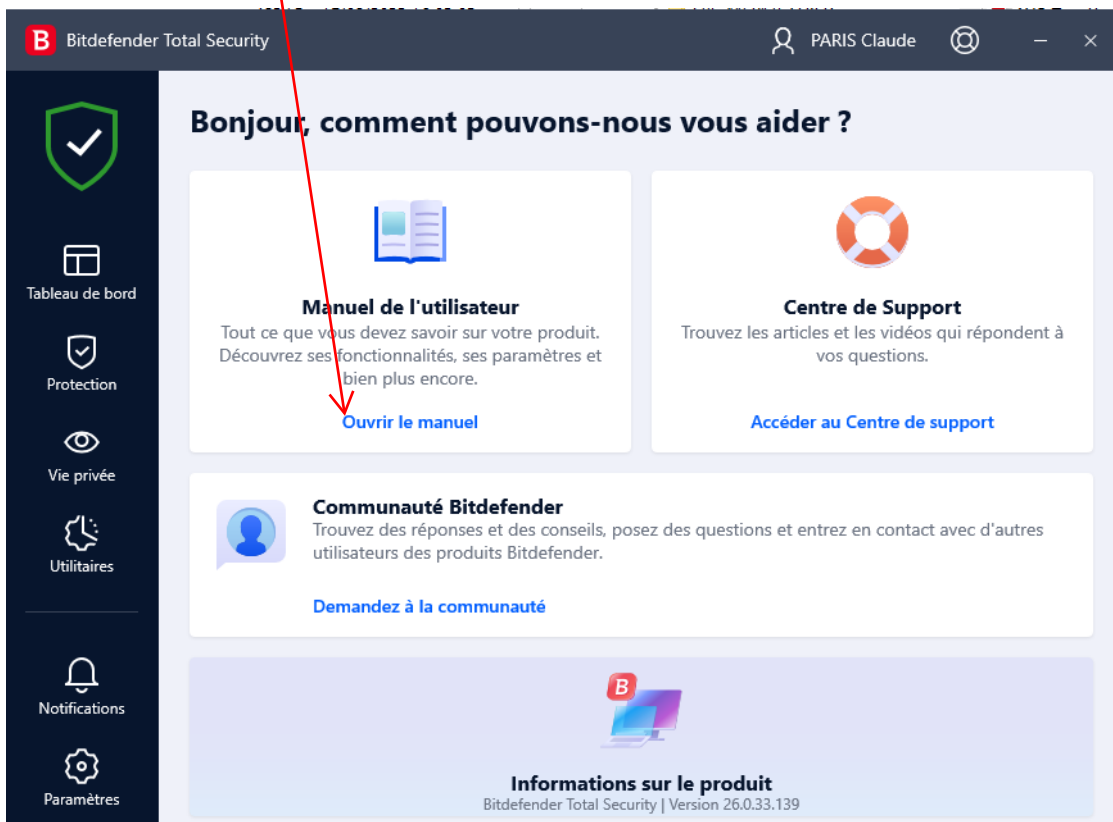 B Bitdefender Total Security
PARIS Claude
Bonjour, comment pouvons-nous vous aider ?
Tableau de bord
Protection
Vie privée
Utilitaires
Notifications
Paramètres
Manuel de l'utilisateur
Tout ce que vous devez savoir sur votre produit.
Découvrez ses fonctionnalités, ses paramètres et
bien plus encore.
Ouvrir le manuel
Centre de Support
Trouvez les articles et les vidéos qui répondent à
vos questions.
Accéder au Centre de support
Communauté Bitdefender
Trouvez des réponses et des conseils, posez des questions et entrez en contact avec d'autres
utilisateurs des produits Bitdefender.
Demandez à la communauté
B
Informations sur le produit
Bitdefender Total Security | Version 26.0.33.139